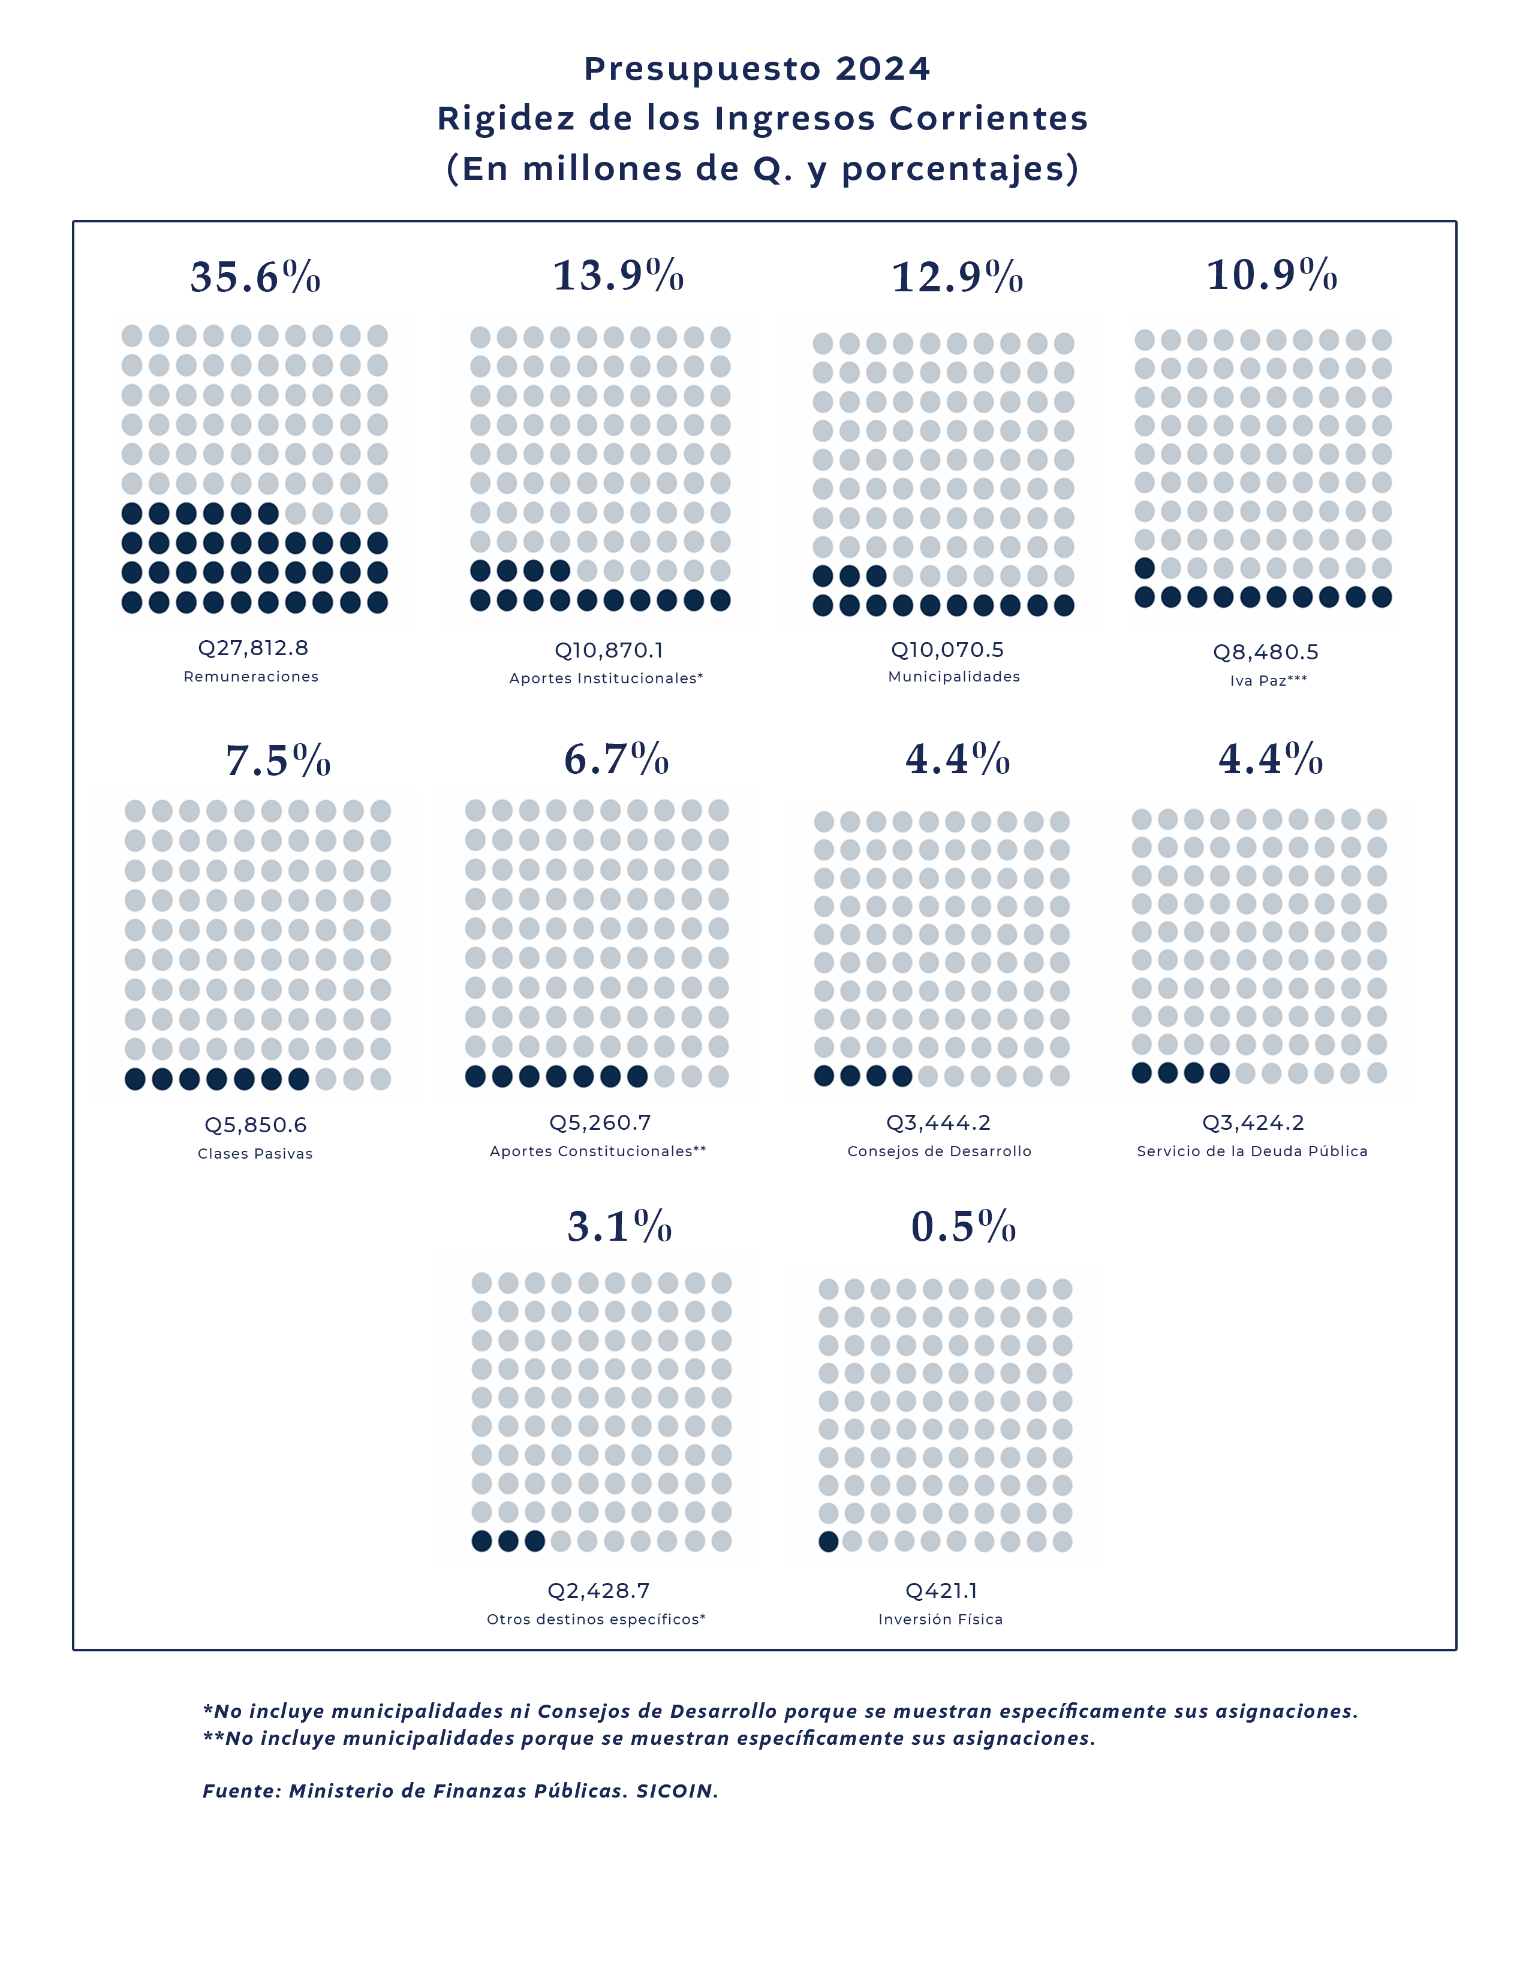 Presupuesto 2024
Rigidez de los Ingresos Corrientes
(En millones de Q. y porcentajes)
35.6%
13.9%
12.9%
10.9%
Q27,812.8
Remuneraciones
Q10,870.1
Aportes Institucionales*
Q10,070.5
Municipalidades
Q8,480.5
Iva Paz***
7.5%
6.7%
4.4%
4.4%
Q5,850.6
Clases Pasivas
Q5,260.7
Aportes Constitucionales**
Q3,444.2
Consejos de Desarrollo
Q3,424.2
Servicio de la Deuda Pública
3.1%
0.5%
Q2,428.7
Otros destinos específicos*
Q421.1
Inversión Física
*No incluye municipalidades ni Consejos de Desarrollo porque se muestran específicamente sus asignaciones.
**No incluye municipalidades porque se muestran específicamente sus asignaciones.
Fuente: Ministerio de Finanzas Públicas. SICOIN.